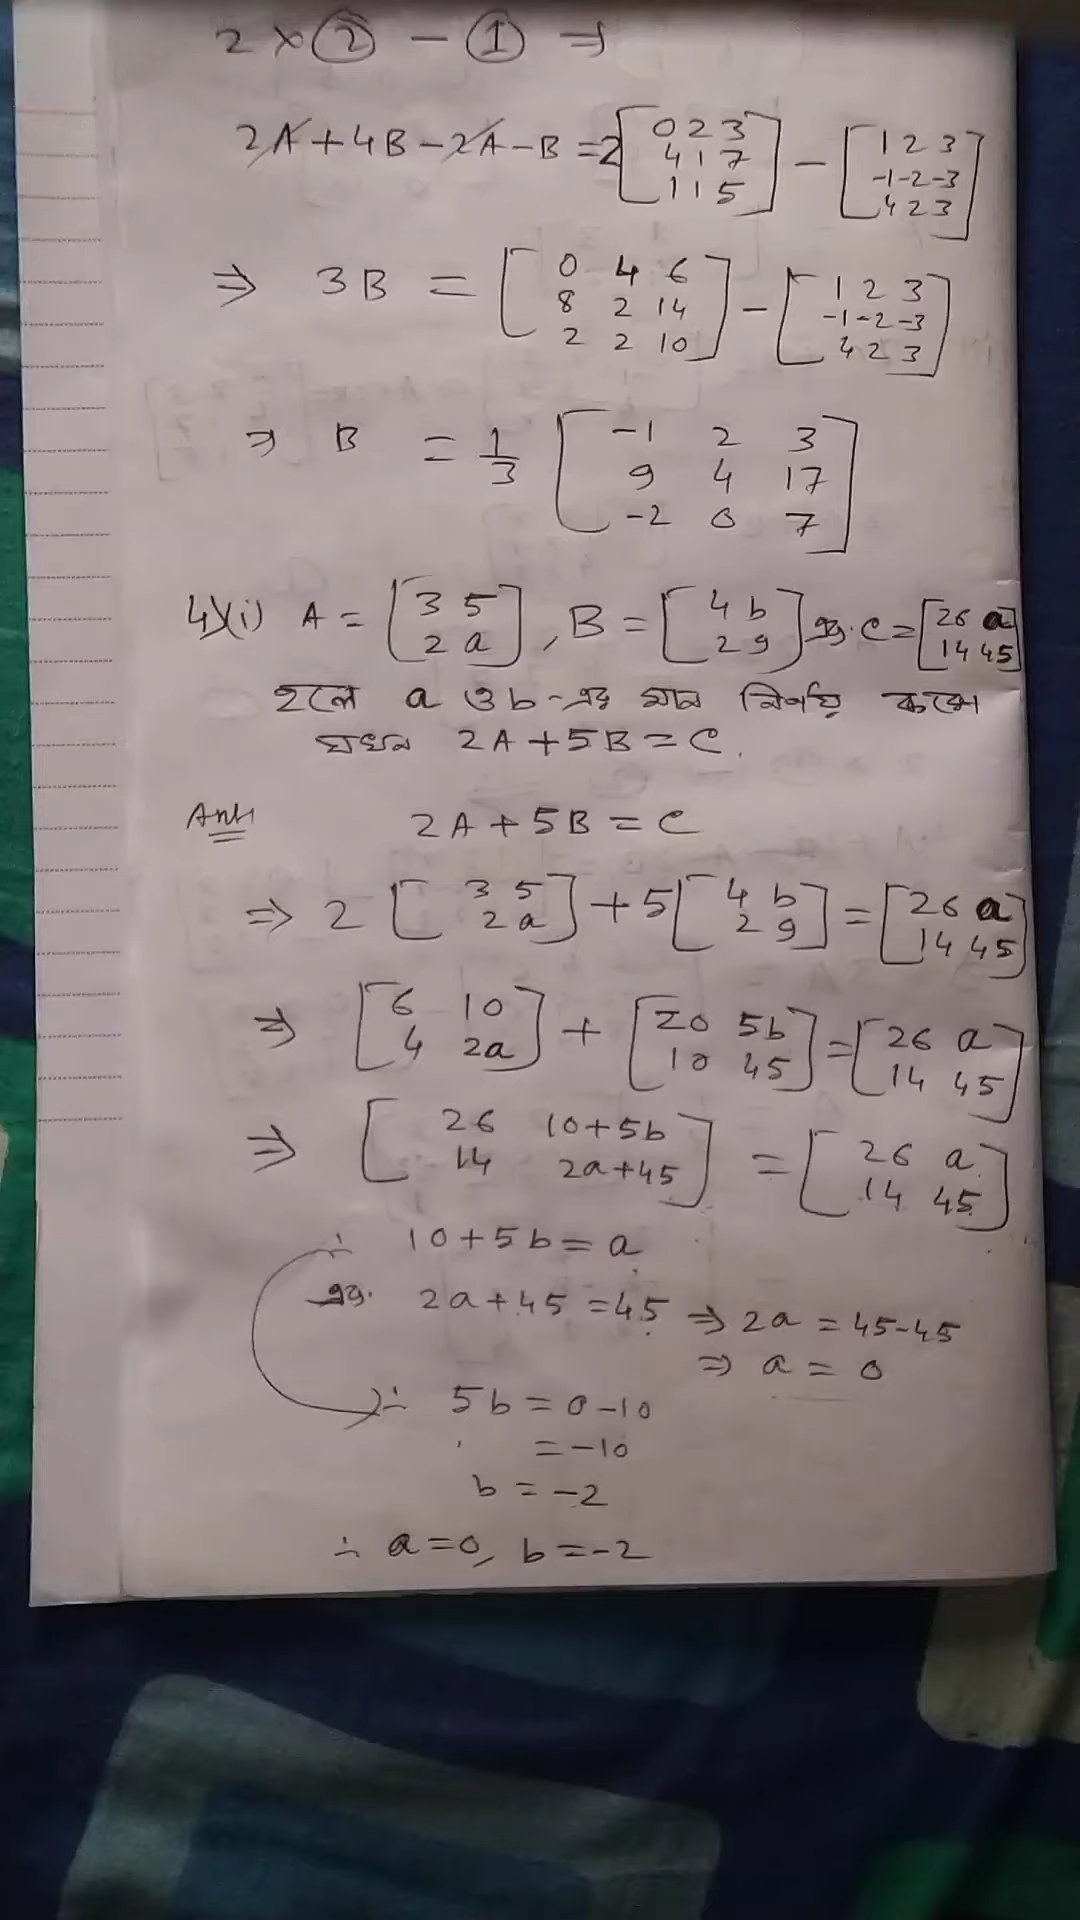 2 × ② − ① ⇒
2A + 4B − 2A − B = 2 [0 2 3; 4 1 7; 1 1 5] − [1 2 3; -1 -2 -3; 4 2 3]
⇒ 3B = [0 4 6; 8 2 14; 2 2 10] − [1 2 3; -1 -2 -3; 4 2 3]
⇒ B = 1/3 [-1 2 3; 9 4 17; -2 0 7]
4)(i) A = [3 5; 2 a], B = [4 b; 2 9] এবং C = [26 a; 14 45]
হলে a ও b-এর মান নির্ণয় করো
যখন 2A + 5B = C.
Ans 2A + 5B = C
⇒ 2 [3 5; 2 a] + 5 [4 b; 2 9] = [26 a; 14 45]
⇒ [6 10; 4 2a] + [20 5b; 10 45] = [26 a; 14 45]
⇒ [26 10+5b; 14 2a+45] = [26 a; 14 45]
∴ 10 + 5b = a
এবং 2a + 45 = 45 ⇒ 2a = 45 - 45
⇒ a = 0
∴ 5b = 0 - 10
= -10
b = -2
∴ a = 0, b = -2